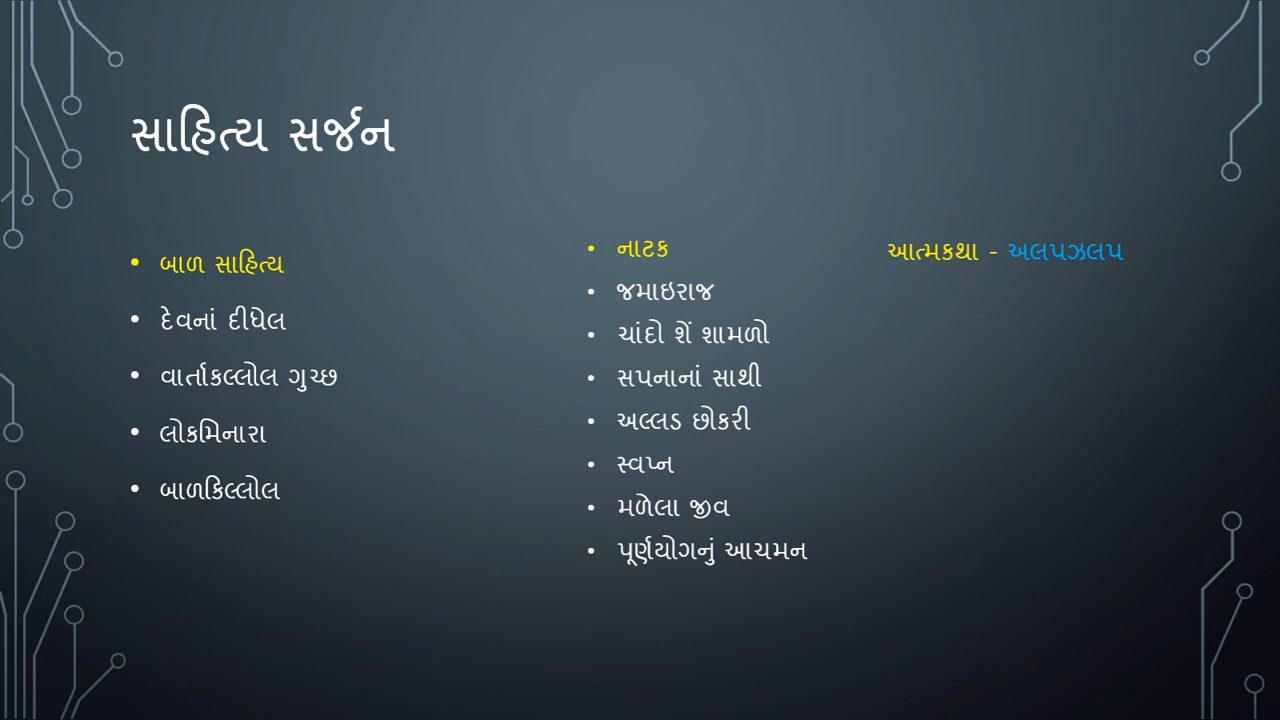 સાહિત્ય સર્જન
• બાળ સાહિત્ય
• દેવનાં દીધેલ
• વાર્તાકલ્લોલ ગુચ્છ
• લોકમિનારા
• બાળકિલ્લોલ
• નાટક
• જમાઇરાજ
• ચાંદો શેં શામળો
• સપનાનાં સાથી
• અલ્લડ છોકરી
• સ્વપ્ન
• મળેલા જીવ
• પૂર્ણયોગનું આચમન
આત્મકથા - અલપઝલપ